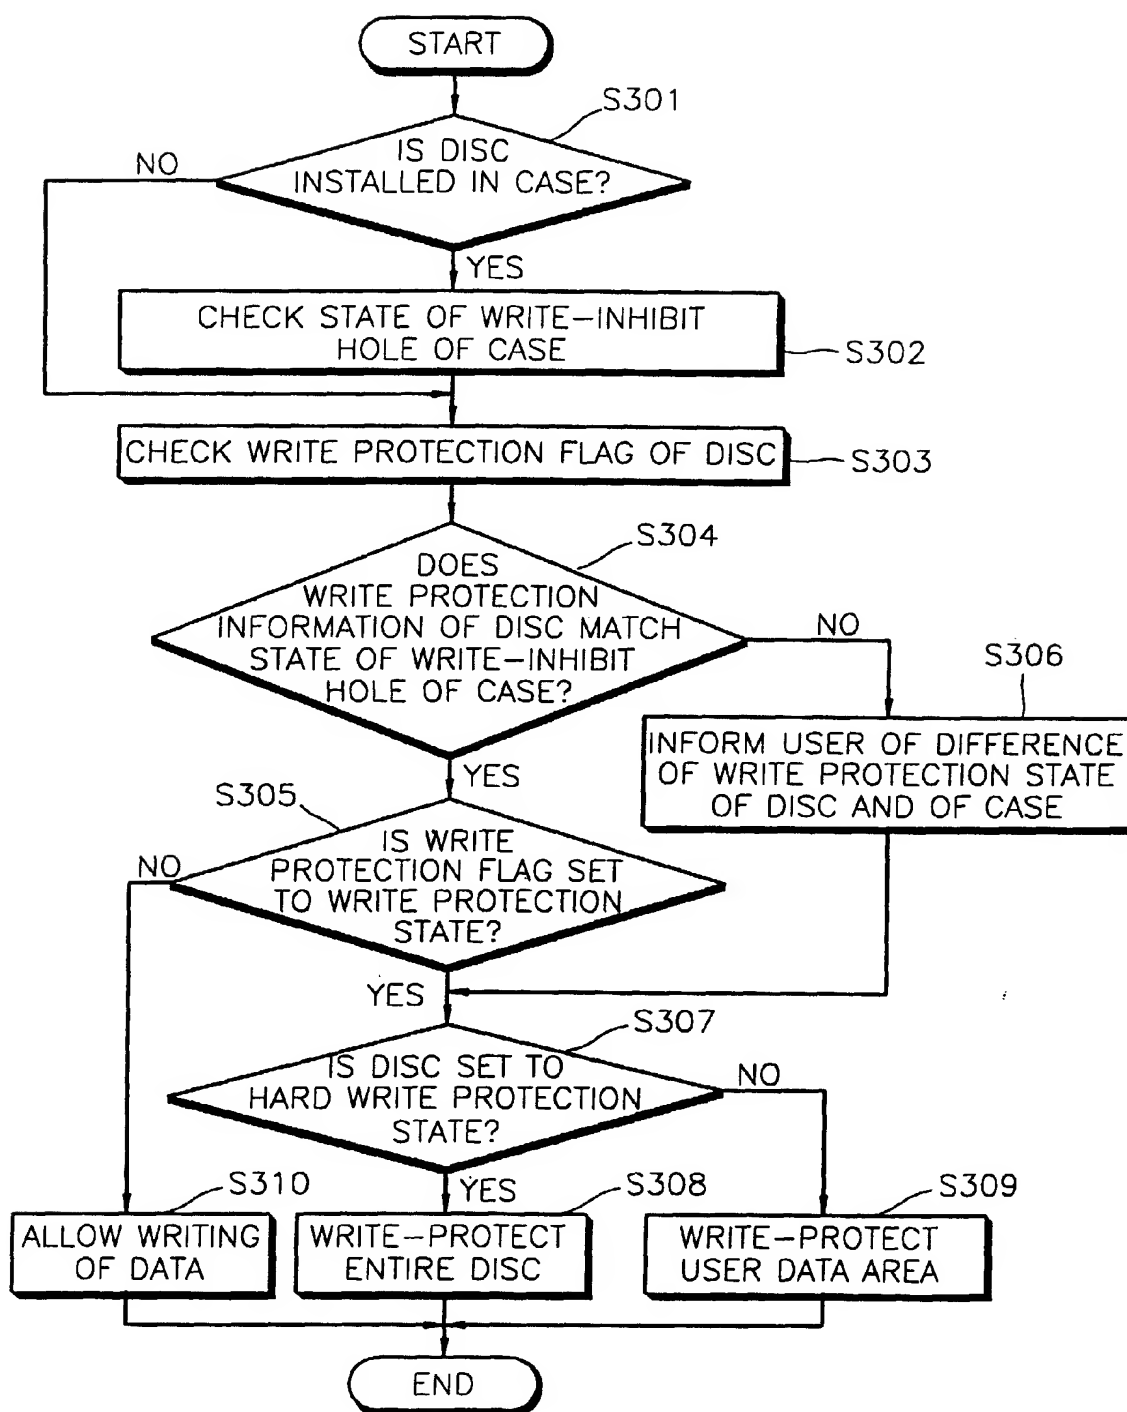 START
S301
IS DISC
INSTALLED IN CASE?
NO
YES
CHECK STATE OF WRITE-INHIBIT
HOLE OF CASE
S302
CHECK WRITE PROTECTION FLAG OF DISC
S303
S304
DOES
WRITE PROTECTION
INFORMATION OF DISC MATCH
STATE OF WRITE-INHIBIT
HOLE OF CASE?
NO
S306
INFORM USER OF DIFFERENCE
OF WRITE PROTECTION STATE
OF DISC AND OF CASE
YES
S305
IS WRITE
PROTECTION FLAG SET
TO WRITE PROTECTION
STATE?
NO
YES
S307
IS DISC SET TO
HARD WRITE PROTECTION
STATE?
NO
YES
S310
ALLOW WRITING
OF DATA
S308
WRITE-PROTECT
ENTIRE DISC
S309
WRITE-PROTECT
USER DATA AREA
END